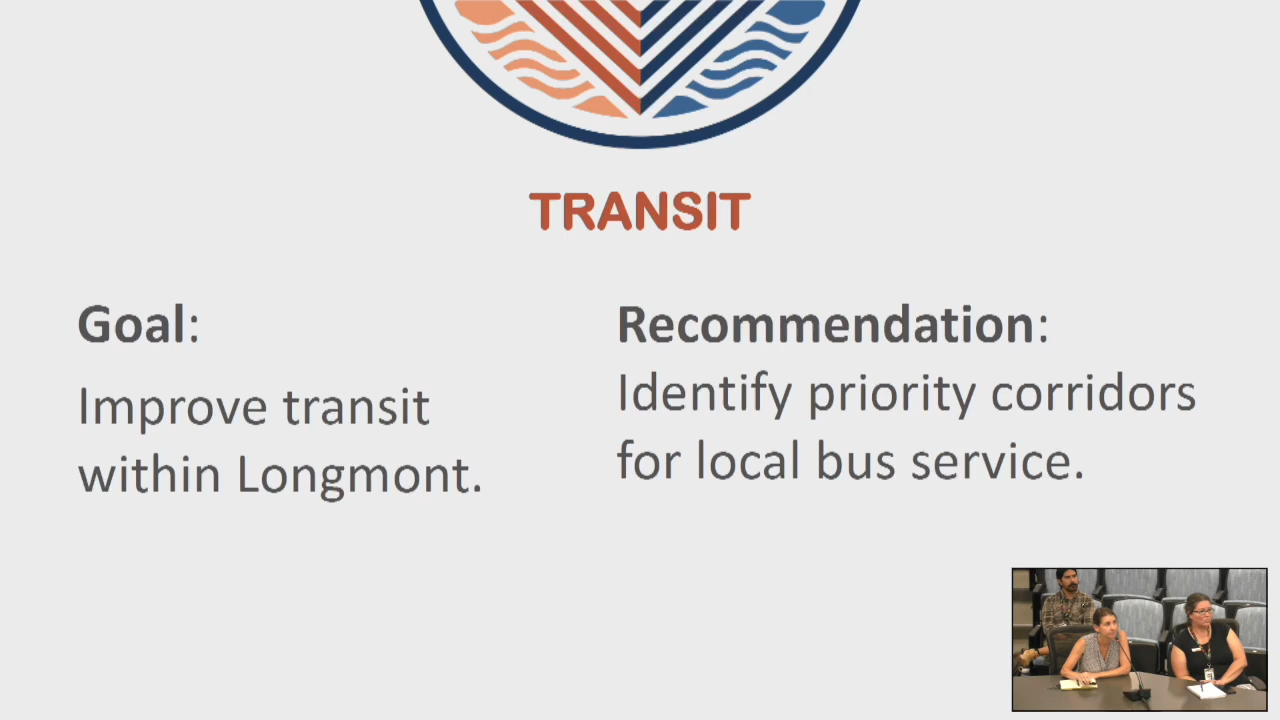 TRANSIT
Goal:
Improve transit
within Longmont.
Recommendation:
Identify priority corridors
for local bus service.